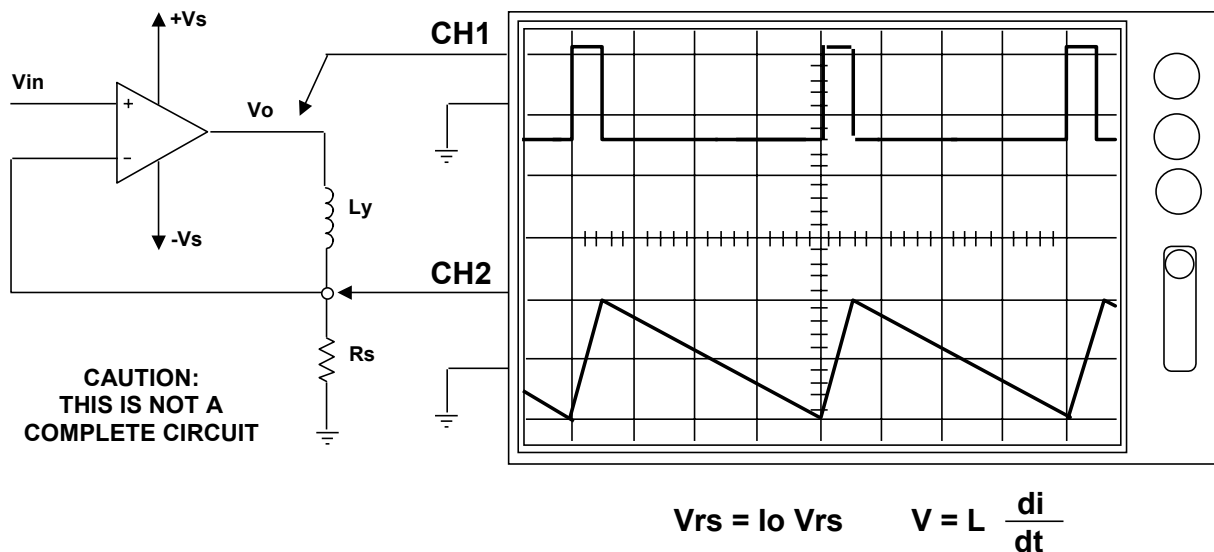 +Vs
CH1
Vin
+
Vo
−
Ly
-Vs
CH2
Rs
CAUTION:
THIS IS NOT A
COMPLETE CIRCUIT
Vrs = Io Vrs
V = L di/dt